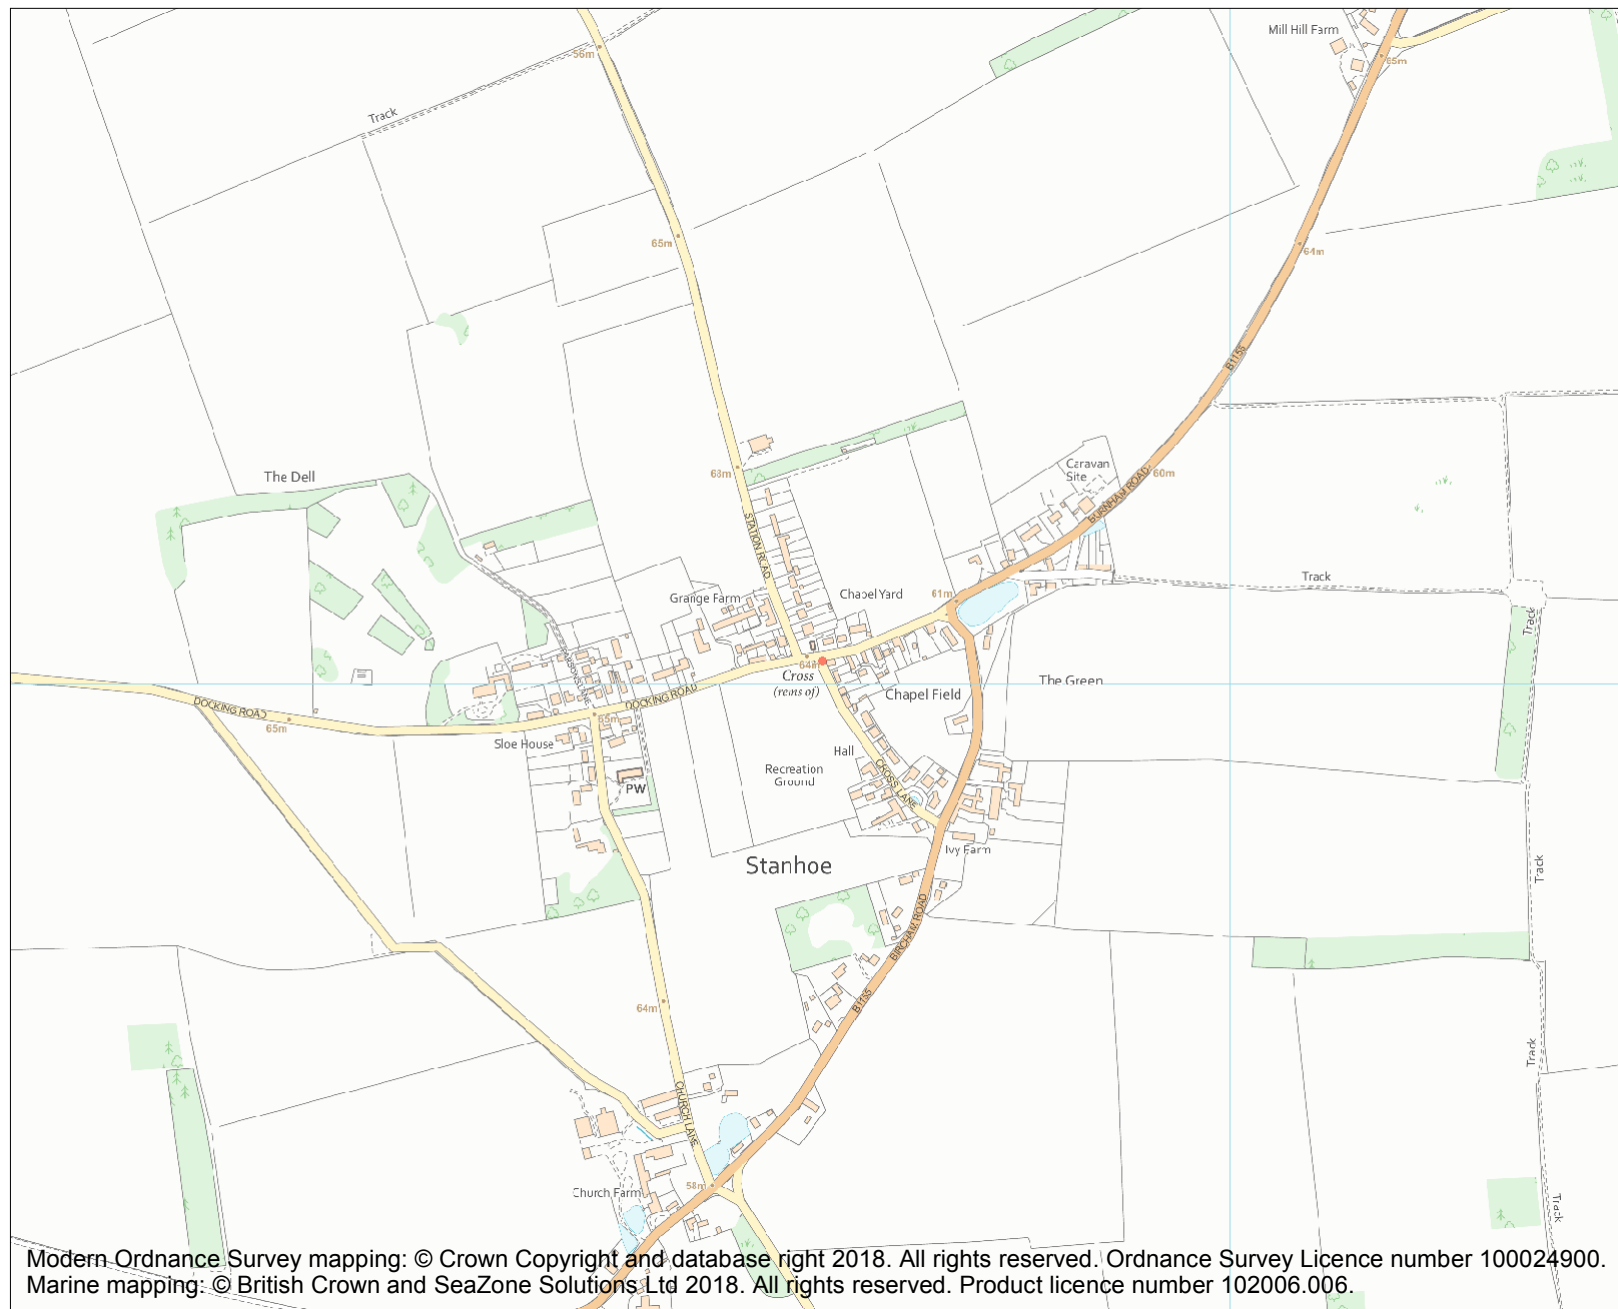 Mill Hill Farm
56m
65m
Track
65m
64m
B1155
68m
The Dell
Caravan
Site
60m
BURNHAM ROAD
STATION ROAD
Track
Grange Farm
Chapel Yard
61m
Track
64m
Cross
(rems of)
The Green
Chapel Field
DOCKING ROAD
DOCKING ROAD
65m
65m
Sloe House
Hall
Recreation
Ground
CROSS LANE
PW
Ivy Farm
Stanhoe
Track
BIRCHAM ROAD
B1155
64m
Track
CHURCH LANE
58m
Church Farm
Track
Modern Ordnance Survey mapping: © Crown Copyright and database right 2018. All rights reserved. Ordnance Survey Licence number 100024900.
Marine mapping: © British Crown and SeaZone Solutions Ltd 2018. All rights reserved. Product licence number 102006.006.